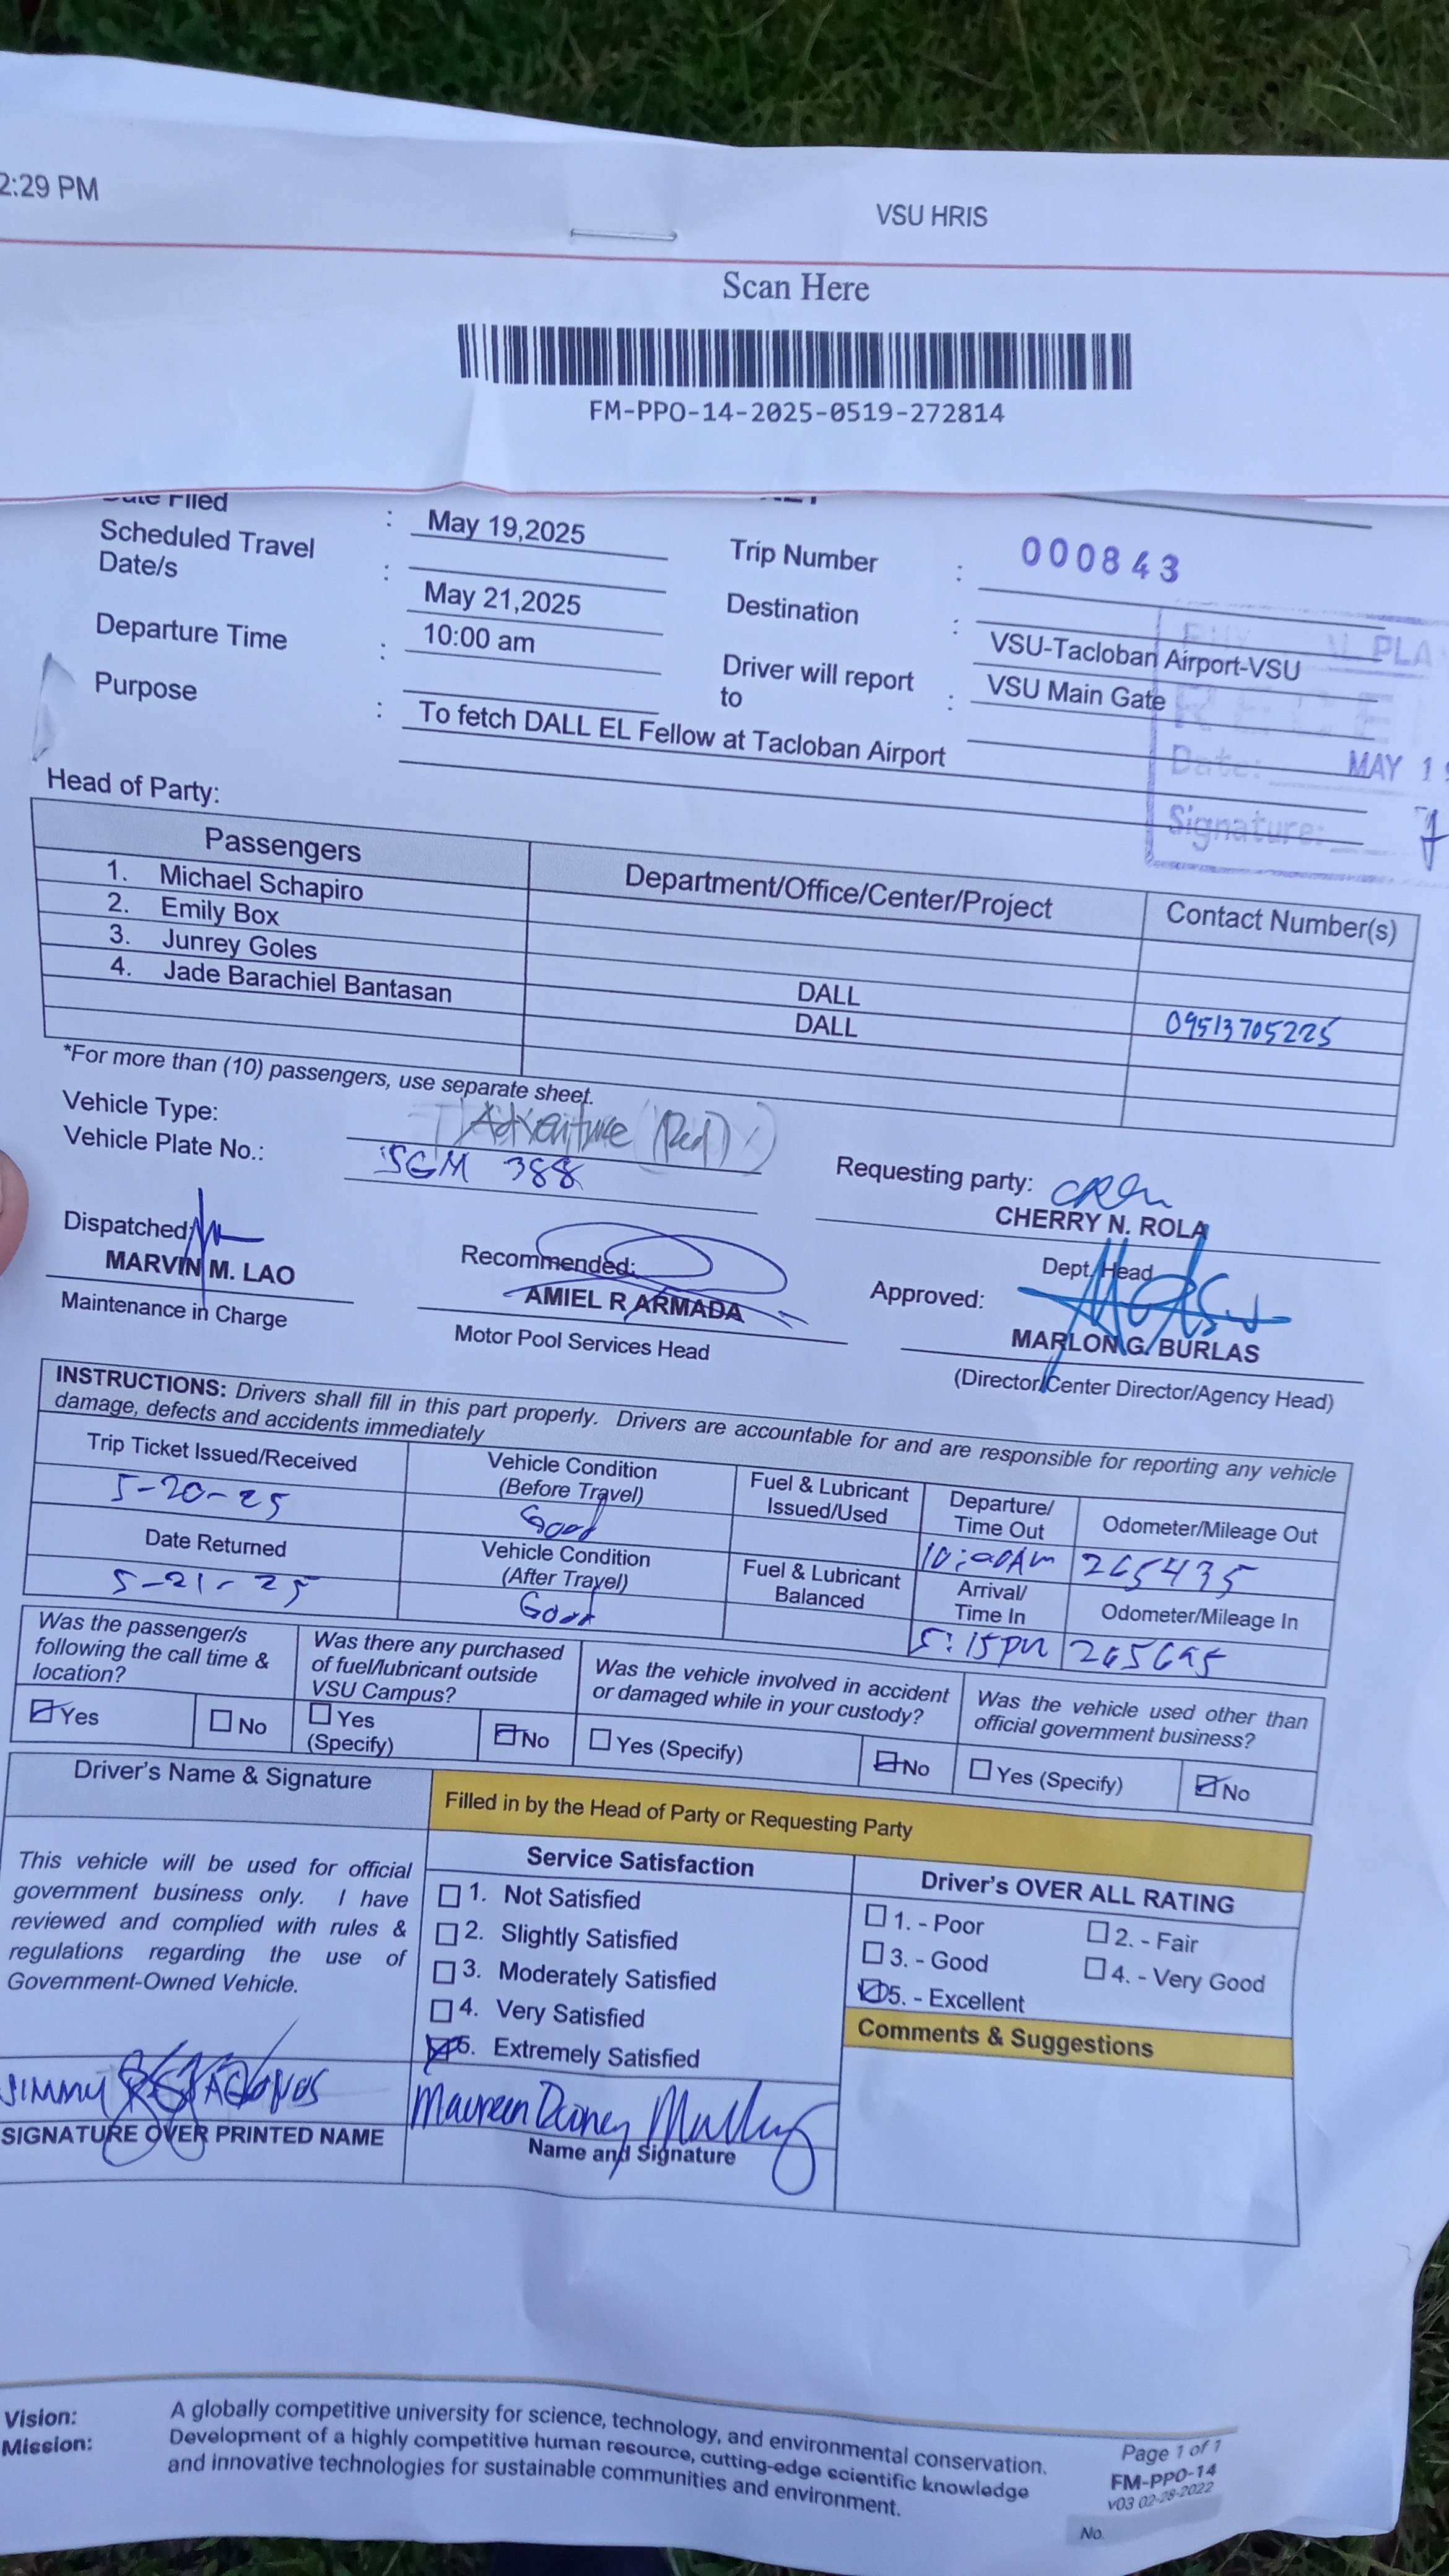 2:29 PM
VSU HRIS
Scan Here
FM-PPO-14-2025-0519-272814
Date Filed : May 19,2025
Trip Number : 000843
Scheduled Travel Date/s : May 21,2025
Destination : VSU-Tacloban Airport-VSU
Departure Time : 10:00 am
Driver will report to : VSU Main Gate
Purpose : To fetch DALL EL Fellow at Tacloban Airport
RECE
Date: MAY 1
Signature:
Head of Party:
Passengers Department/Office/Center/Project Contact Number(s)
1. Michael Schapiro
2. Emily Box
3. Junrey Goles DALL
4. Jade Barachiel Bantasan DALL 09513705225
*For more than (10) passengers, use separate sheet.
Vehicle Type: Adventure (Red)
Vehicle Plate No.: SGM 388
Requesting party:
CHERRY N. ROLA
Dept. Head
Dispatched:
MARVIN M. LAO
Maintenance in Charge
Recommended:
AMIEL R ARMADA
Motor Pool Services Head
Approved:
MARLON G. BURLAS
(Director/Center Director/Agency Head)
INSTRUCTIONS: Drivers shall fill in this part properly. Drivers are accountable for and are responsible for reporting any vehicle
damage, defects and accidents immediately
Trip Ticket Issued/Received
5-20-25
Vehicle Condition
(Before Travel)
Good
Fuel & Lubricant
Issued/Used
Departure/
Time Out
10:00Am
Odometer/Mileage Out
265435
Date Returned
5-21-25
Vehicle Condition
(After Travel)
Good
Fuel & Lubricant
Balanced
Arrival/
Time In
5:15pm
Odometer/Mileage In
265695
Was the passenger/s
following the call time &
location?
Yes No
Was there any purchased
of fuel/lubricant outside
VSU Campus?
Yes
(Specify)
No
Was the vehicle involved in accident
or damaged while in your custody?
Yes (Specify) No
Was the vehicle used other than
official government business?
Yes (Specify) No
Driver's Name & Signature
This vehicle will be used for official
government business only. I have
reviewed and complied with rules &
regulations regarding the use of
Government-Owned Vehicle.
JIMMY
SIGNATURE OVER PRINTED NAME
Filled in by the Head of Party or Requesting Party
Service Satisfaction
1. Not Satisfied
2. Slightly Satisfied
3. Moderately Satisfied
4. Very Satisfied
5. Extremely Satisfied
Maureen
Name and Signature
Driver's OVER ALL RATING
1. - Poor 2. - Fair
3. - Good 4. - Very Good
5. - Excellent
Comments & Suggestions
Vision: A globally competitive university for science, technology, and environmental conservation.
Mission: Development of a highly competitive human resource, cutting-edge scientific knowledge
and innovative technologies for sustainable communities and environment.
Page 1 of 1
FM-PPO-14
v03 02-28-2022
No.